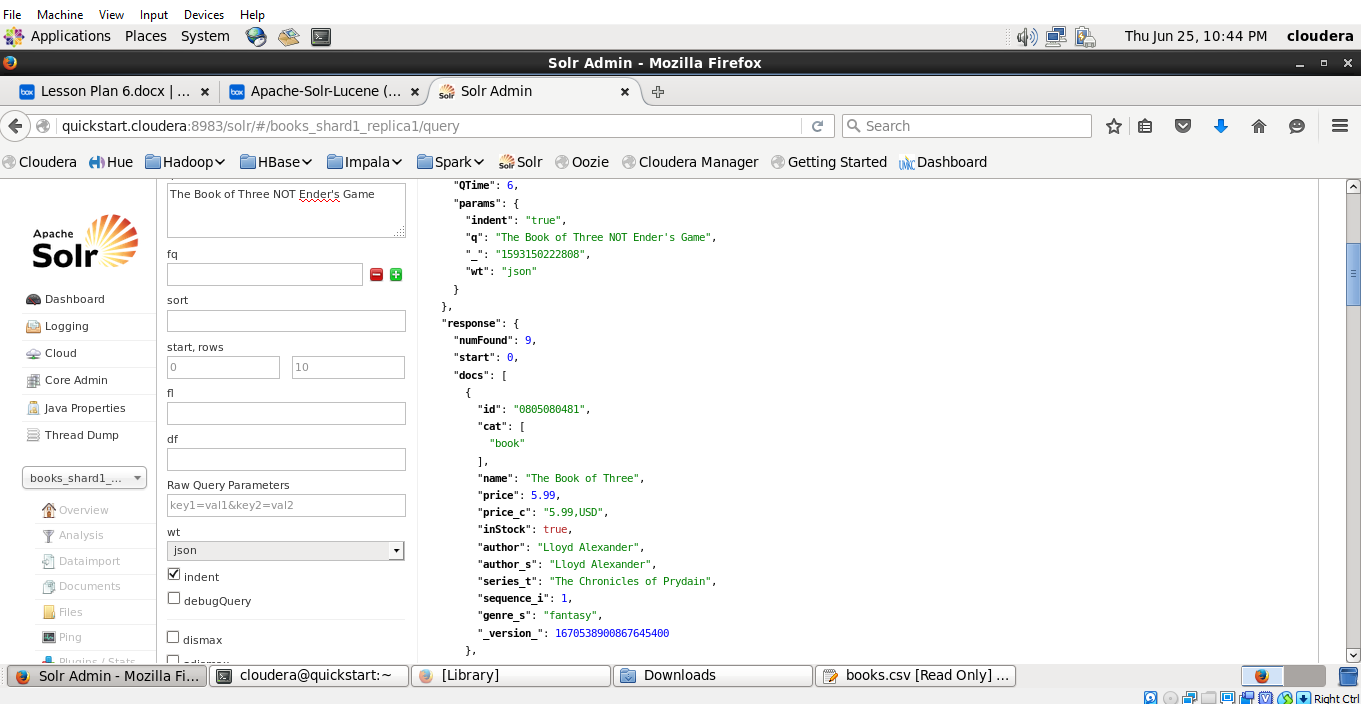 File Machine View Input Devices Help
Applications Places System Thu Jun 25, 10:44 PM cloudera
Solr Admin - Mozilla Firefox
box Lesson Plan 6.docx | ... box Apache-Solr-Lucene (... Solr Solr Admin
quickstart.cloudera:8983/solr/#/books_shard1_replica1/query Search
Cloudera Hue Hadoop HBase Impala Spark Solr Oozie Cloudera Manager Getting Started UMKC Dashboard
Apache
Solr
Dashboard
Logging
Cloud
Core Admin
Java Properties
Thread Dump
books_shard1_...
Overview
Analysis
Dataimport
Documents
Files
Ping
Plugins / Stats
The Book of Three NOT Ender's Game
fq
sort
start, rows
0 10
fl
df
Raw Query Parameters
key1=val1&key2=val2
wt
json
indent
debugQuery
dismax
edismax
"QTime": 6,
"params": {
"indent": "true",
"q": "The Book of Three NOT Ender's Game",
"_": "1593150222808",
"wt": "json"
}
},
"response": {
"numFound": 9,
"start": 0,
"docs": [
{
"id": "0805080481",
"cat": [
"book"
],
"name": "The Book of Three",
"price": 5.99,
"price_c": "5.99,USD",
"inStock": true,
"author": "Lloyd Alexander",
"author_s": "Lloyd Alexander",
"series_t": "The Chronicles of Prydain",
"sequence_i": 1,
"genre_s": "fantasy",
"_version_": 1670538900867645400
},
Solr Admin - Mozilla Fi... cloudera@quickstart:~ [Library] Downloads books.csv [Read Only] ...
Right Ctrl